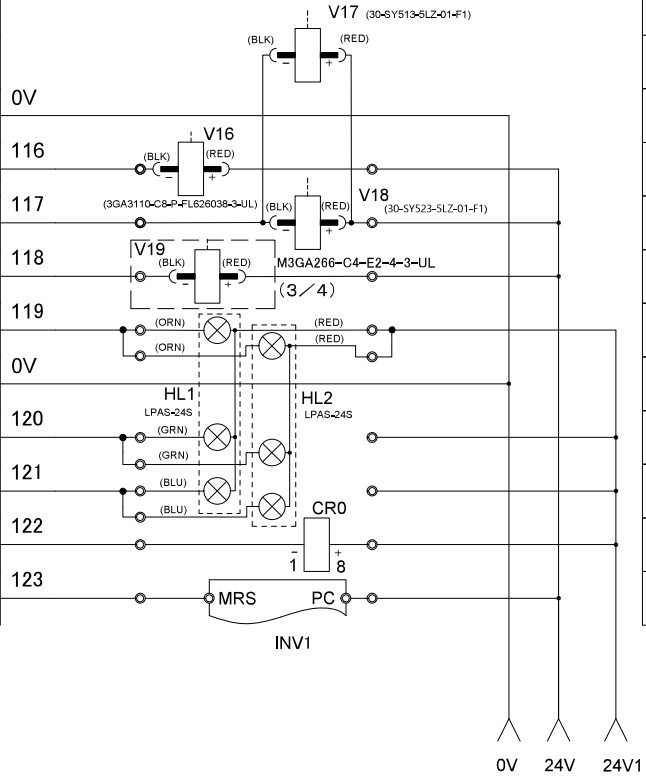 V17 (30-SY513-5LZ-01-F1)
(BLK) (RED)
- +
0V
V16
116 (BLK) (RED)
- +
117 (3GA3110-C8-P-FL626038-3-UL) (BLK) (RED) V18 (30-SY523-5LZ-01-F1)
- +
V19
118 (BLK) (RED) M3GA266-C4-E2-4-3-UL
- +
(3/4)
119 (ORN) (RED)
(ORN) (RED)
0V
HL1 HL2
LPAS-24S LPAS-24S
120 (GRN)
(GRN)
121 (BLU)
(BLU)
CR0
122
- +
1 8
123 MRS PC
INV1
0V 24V 24V1